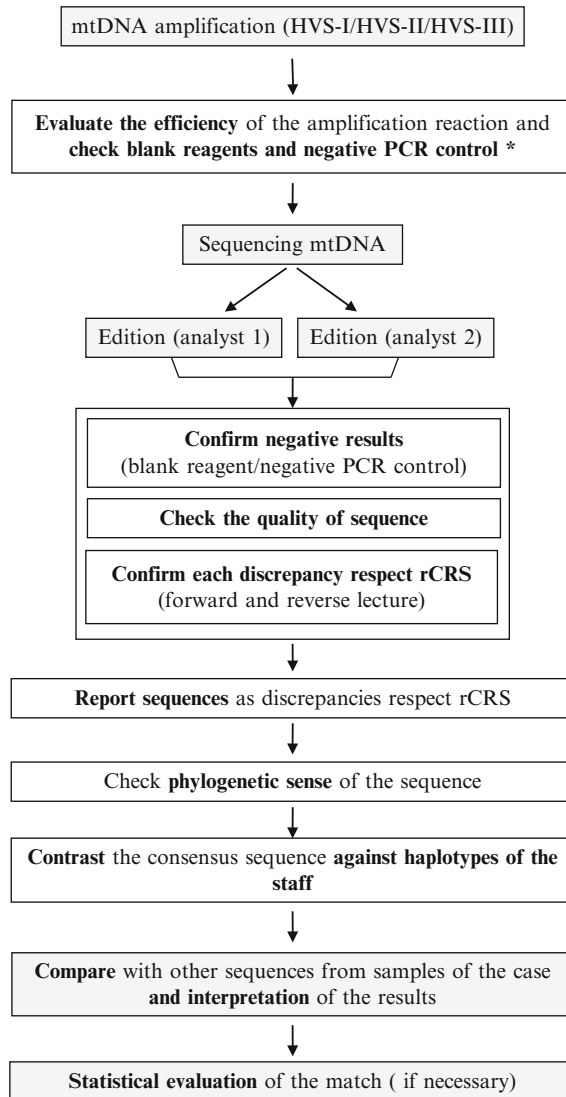 mtDNA amplification (HVS-I/HVS-II/HVS-III)
Evaluate the efficiency of the amplification reaction and
check blank reagents and negative PCR control *
Sequencing mtDNA
Edition (analyst 1)
Edition (analyst 2)
Confirm negative results
(blank reagent/negative PCR control)
Check the quality of sequence
Confirm each discrepancy respect rCRS
(forward and reverse lecture)
Report sequences as discrepancies respect rCRS
Check phylogenetic sense of the sequence
Contrast the consensus sequence against haplotypes of the
staff
Compare with other sequences from samples of the case
and interpretation of the results
Statistical evaluation of the match ( if necessary)